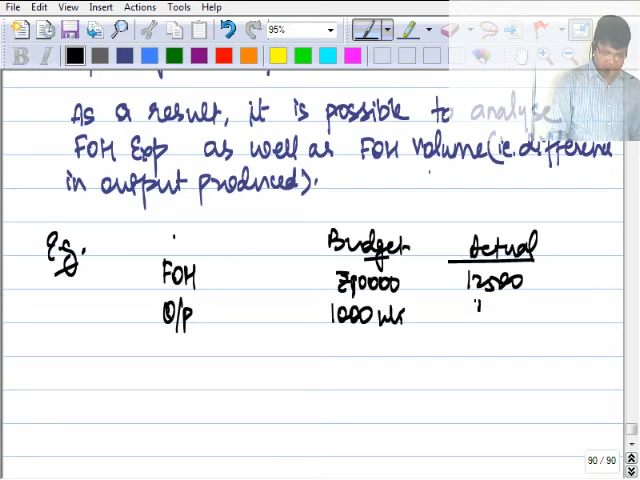 File Edit View Insert Actions Tools Help
95%
B I
As a result, it is possible to analyse
FOH Exp as well as FOH Volume (i.e. difference
in output produced).
Eg. Budget Actual
FOH ₹10000 12500
O/p 1000 units
90 / 90